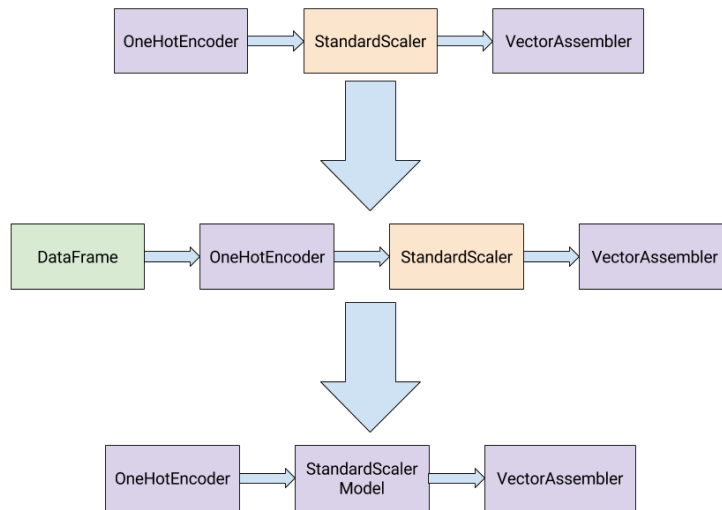 OneHotEncoder
StandardScaler
VectorAssembler
DataFrame
OneHotEncoder
StandardScaler
VectorAssembler
OneHotEncoder
StandardScaler
Model
VectorAssembler